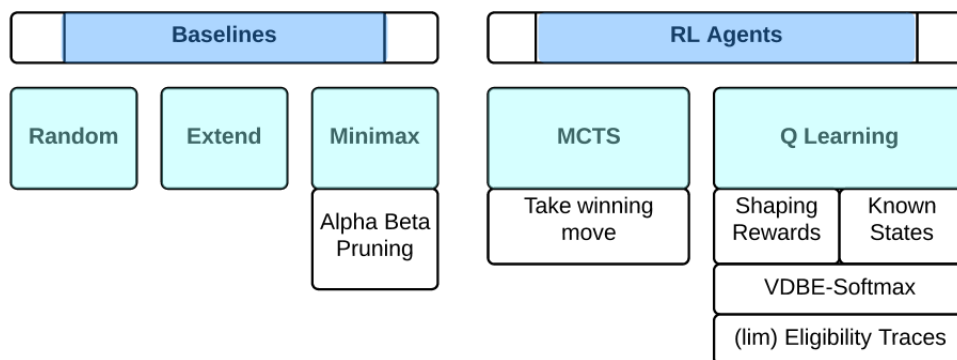 Baselines
RL Agents
Random
Extend
Minimax
MCTS
Q Learning
Alpha Beta
Pruning
Take winning
move
Shaping
Rewards
Known
States
VDBE-Softmax
(lim) Eligibility Traces